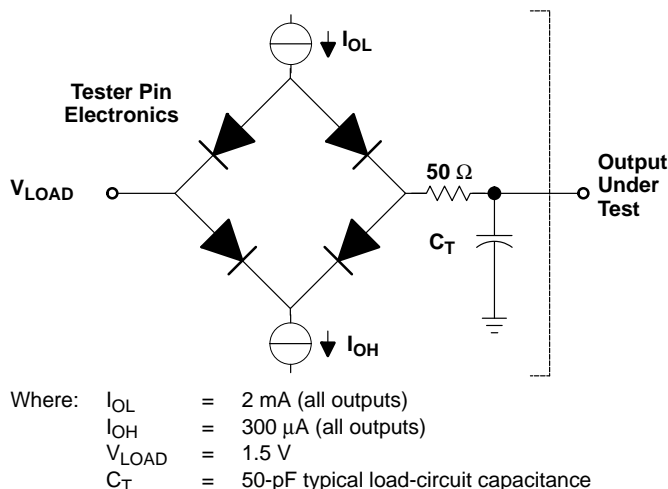 I_OL
Tester Pin
Electronics
V_LOAD
50 Ω
C_T
Output
Under
Test
I_OH
Where: I_OL = 2 mA (all outputs)
I_OH = 300 µA (all outputs)
V_LOAD = 1.5 V
C_T = 50-pF typical load-circuit capacitance